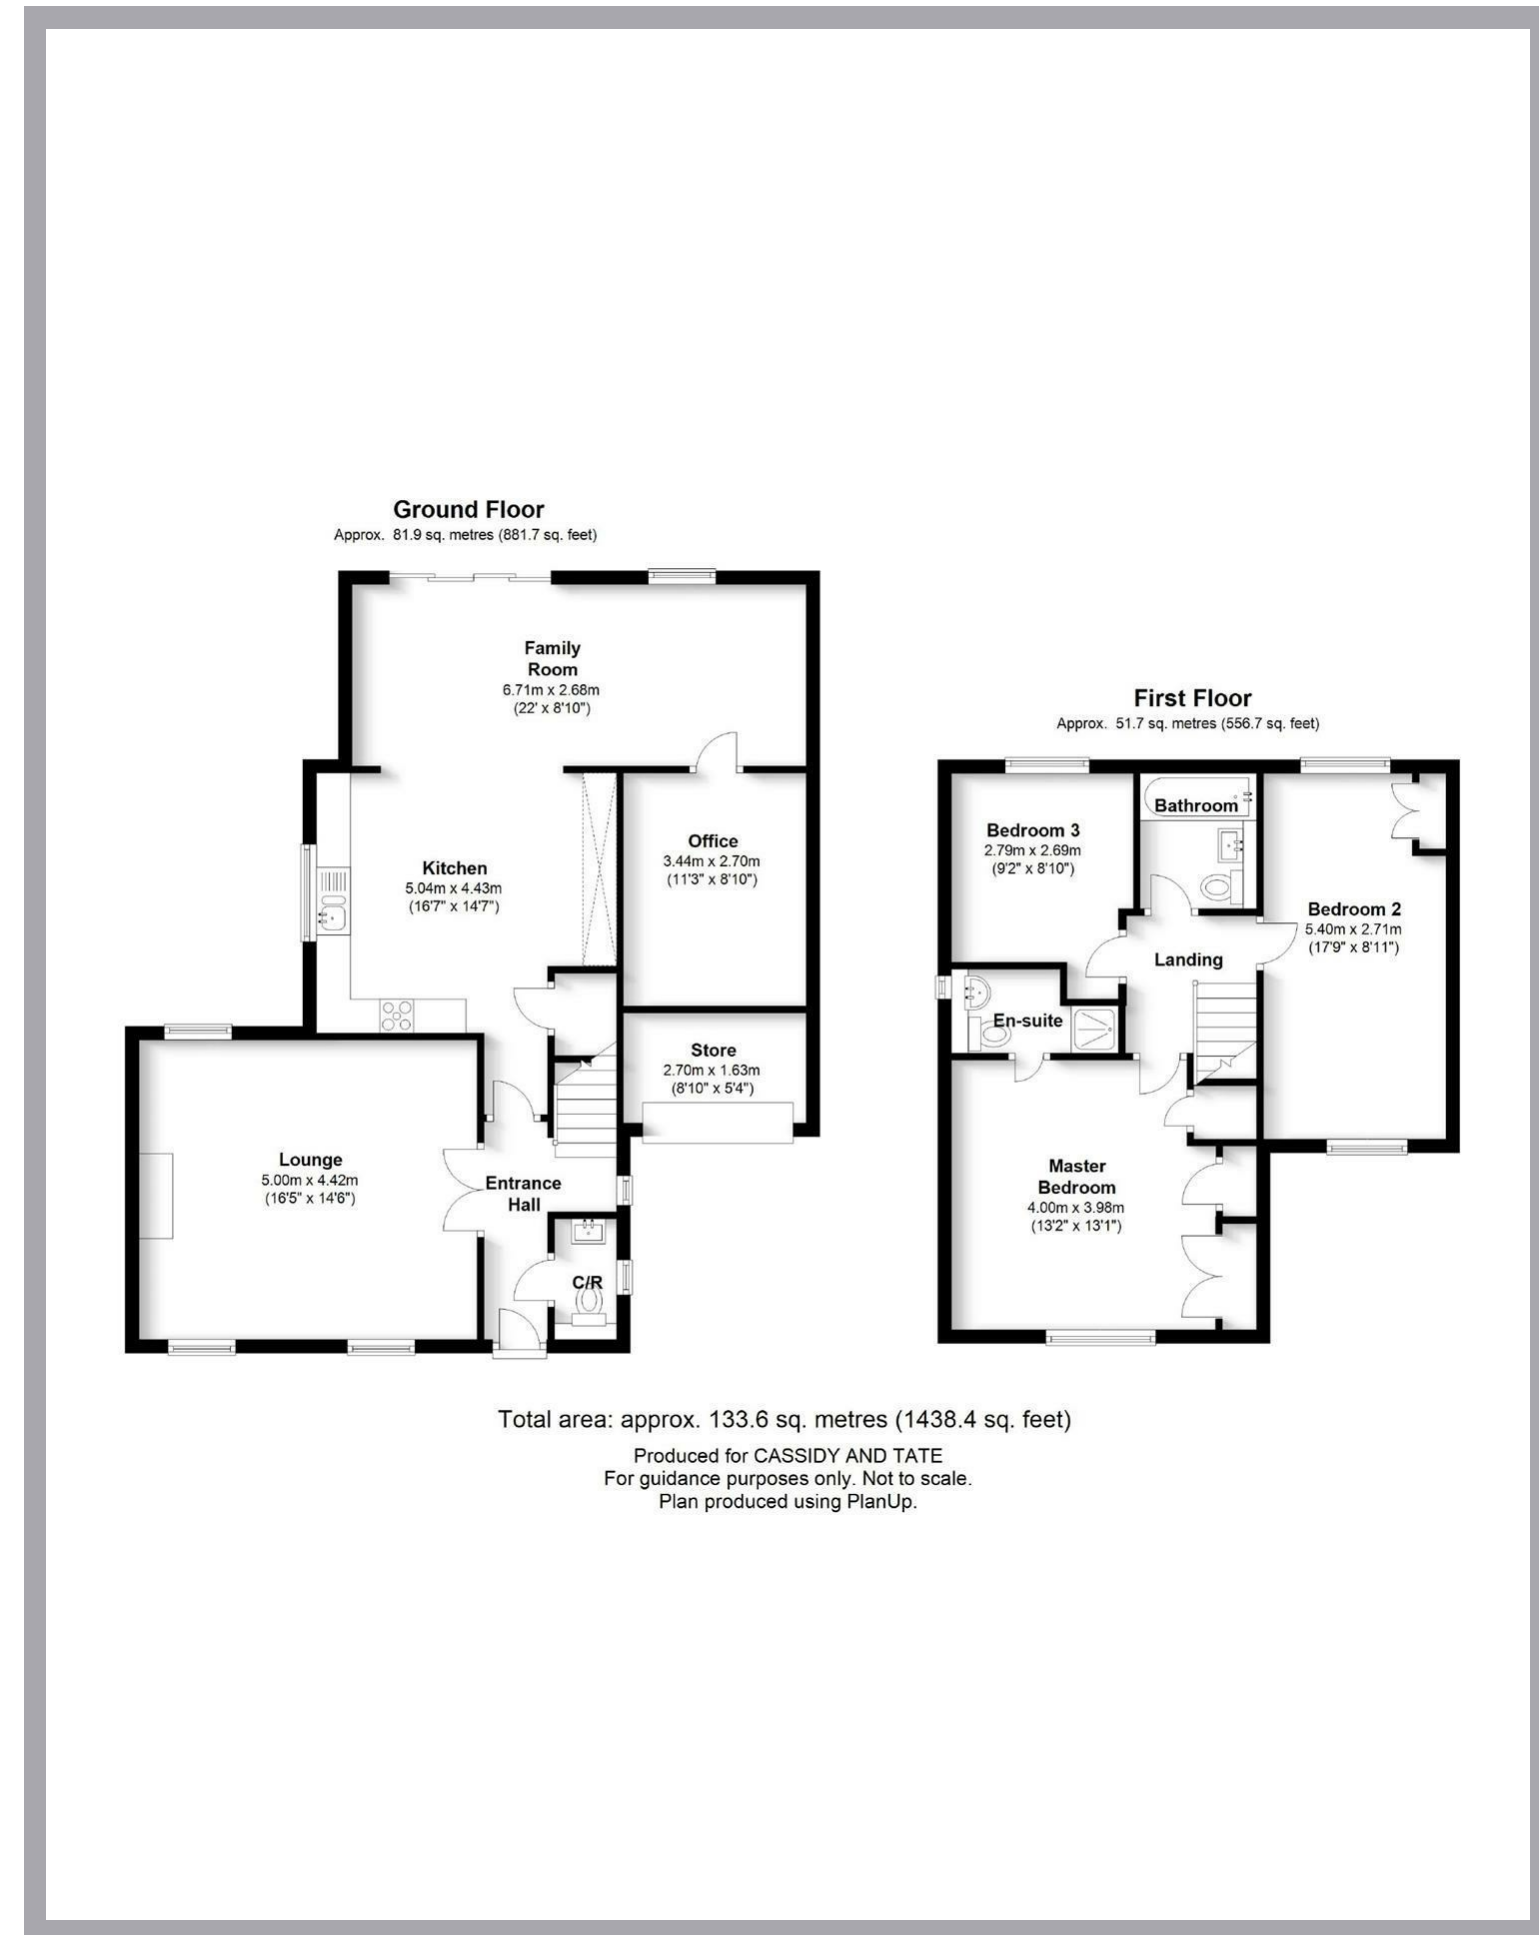 Ground Floor
Approx. 81.9 sq. metres (881.7 sq. feet)
Family
Room
6.71m x 2.68m
(22' x 8'10")
Kitchen
5.04m x 4.43m
(16'7" x 14'7")
Office
3.44m x 2.70m
(11'3" x 8'10")
Store
2.70m x 1.63m
(8'10" x 5'4")
Lounge
5.00m x 4.42m
(16'5" x 14'6")
Entrance
Hall
C/R
First Floor
Approx. 51.7 sq. metres (556.7 sq. feet)
Bedroom 3
2.79m x 2.69m
(9'2" x 8'10")
Bathroom
Bedroom 2
5.40m x 2.71m
(17'9" x 8'11")
Landing
En-suite
Master
Bedroom
4.00m x 3.98m
(13'2" x 13'1")
Total area: approx. 133.6 sq. metres (1438.4 sq. feet)
Produced for CASSIDY AND TATE
For guidance purposes only. Not to scale.
Plan produced using PlanUp.